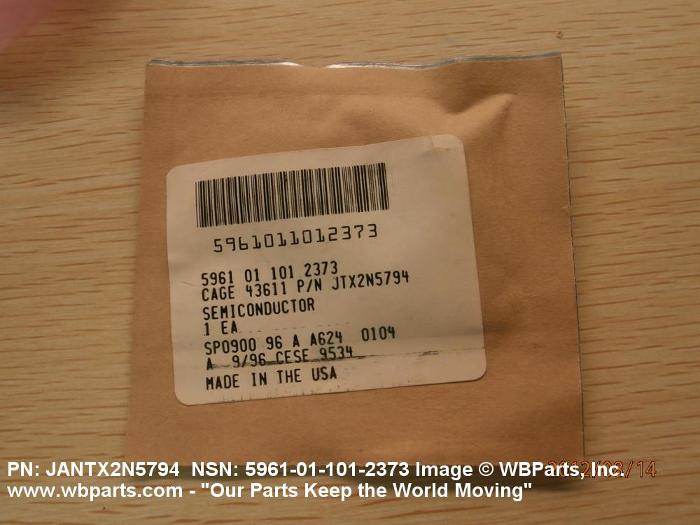 5961011012373
5961 01 101 2373
CAGE 43611 P/N JTX2N5794
SEMICONDUCTOR
1 EA
SP0900 96 A A624 0104
A 9/96 CESE 9534
MADE IN THE USA
PN: JANTX2N5794 NSN: 5961-01-101-2373 Image © WBParts, Inc.
www.wbparts.com - "Our Parts Keep the World Moving"